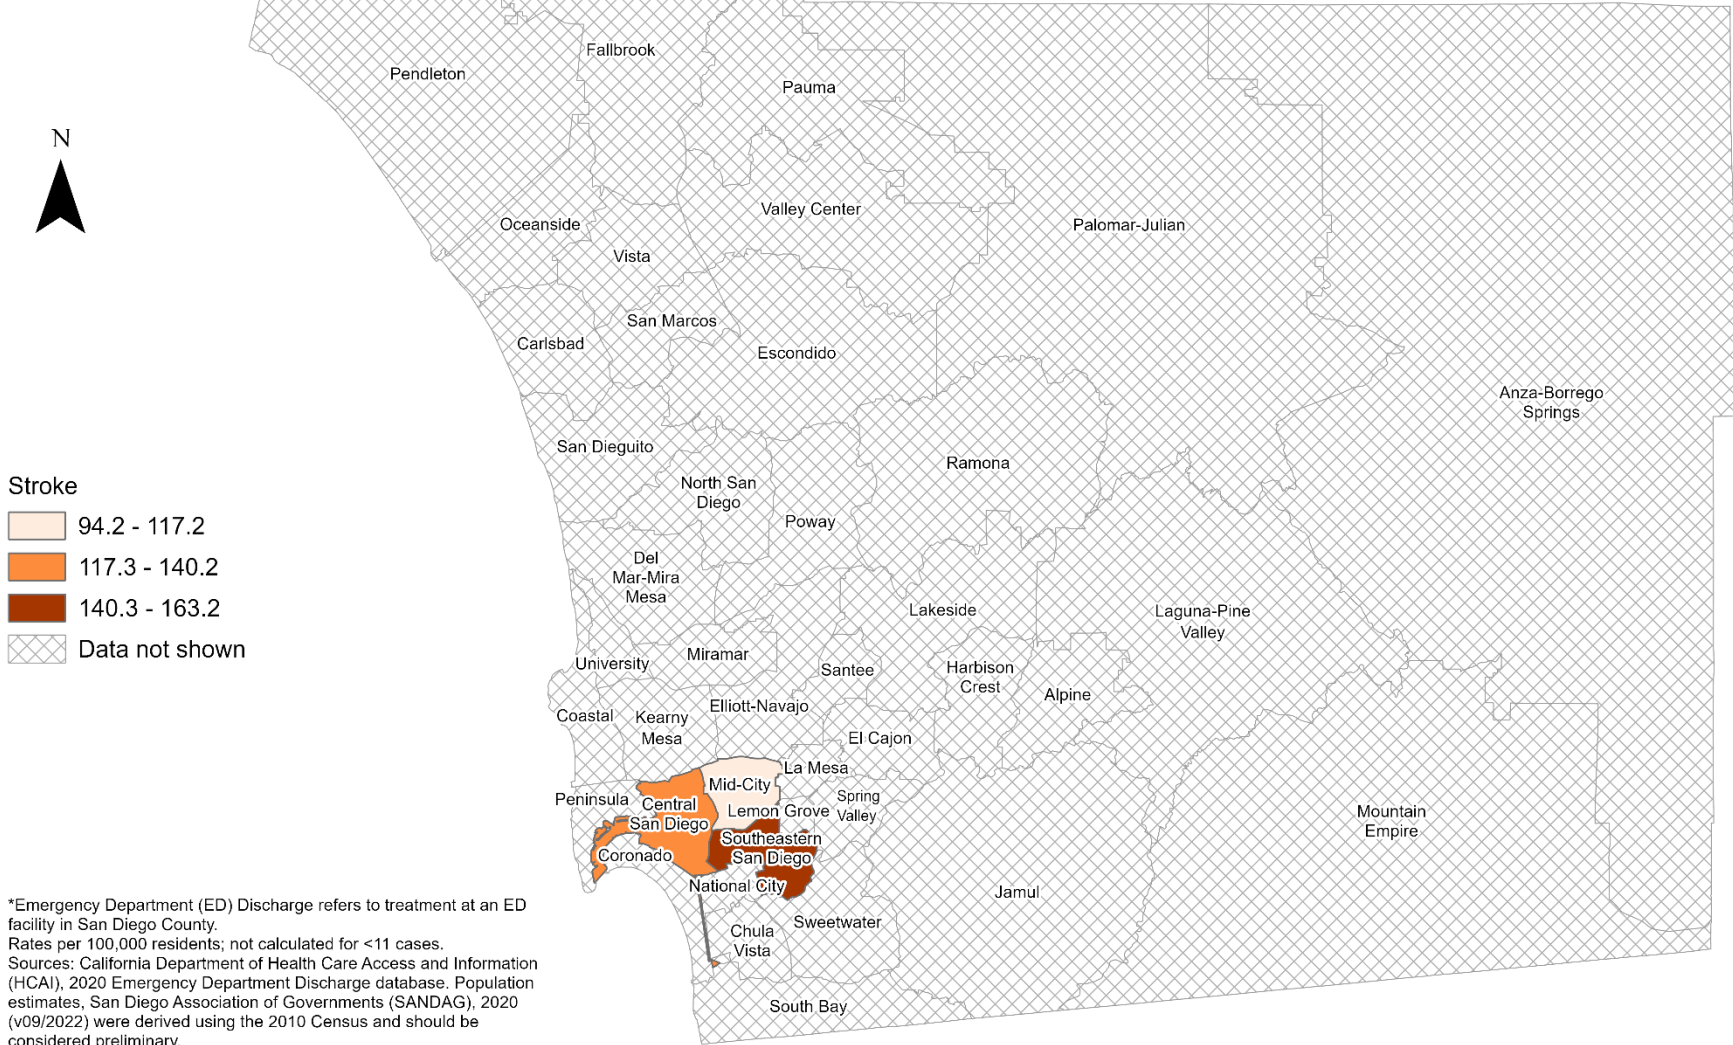 Fallbrook
Pendleton
Pauma
N
Valley Center
Oceanside
Palomar-Julian
Vista
San Marcos
Carlsbad
Escondido
Anza-Borrego
Springs
San Dieguito
Ramona
North San
Diego
Poway
Stroke
94.2 - 117.2
117.3 - 140.2
140.3 - 163.2
Data not shown
Del
Mar-Mira
Mesa
Lakeside
Laguna-Pine
Valley
Miramar
University
Santee
Harbison
Crest
Alpine
Elliott-Navajo
Coastal
Kearny
Mesa
El Cajon
La Mesa
Mid-City
Peninsula
Central
San Diego
Lemon Grove
Spring
Valley
Mountain
Empire
Southeastern
San Diego
Coronado
National City
Jamul
Sweetwater
Chula
Vista
South Bay
*Emergency Department (ED) Discharge refers to treatment at an ED
facility in San Diego County.
Rates per 100,000 residents; not calculated for <11 cases.
Sources: California Department of Health Care Access and Information
(HCAI), 2020 Emergency Department Discharge database. Population
estimates, San Diego Association of Governments (SANDAG), 2020
(v09/2022) were derived using the 2010 Census and should be
considered preliminary.